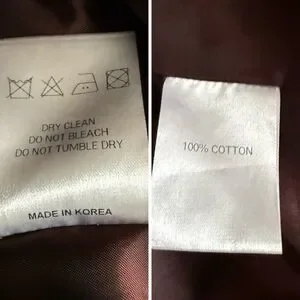 DRY CLEAN
DO NOT BLEACH
DO NOT TUMBLE DRY
MADE IN KOREA
100% COTTON